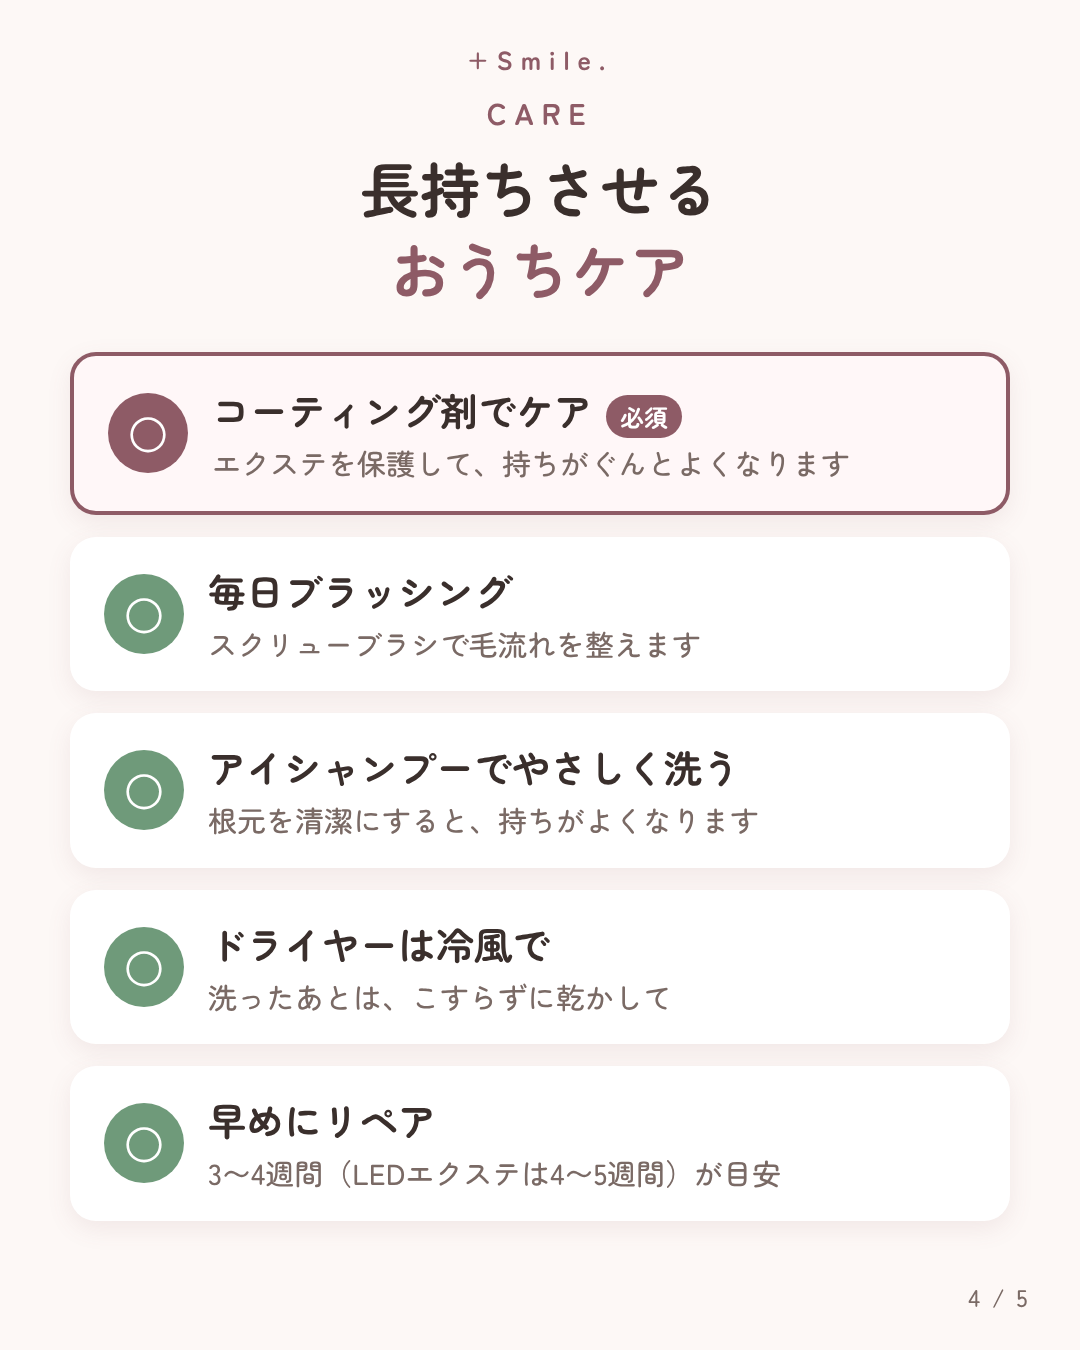 +Smile.
CARE
長持ちさせる
おうちケア
○ コーティング剤でケア 必須
エクステを保護して、持ちがぐんとよくなります
○ 毎日ブラッシング
スクリューブラシで毛流れを整えます
○ アイシャンプーでやさしく洗う
根元を清潔にすると、持ちがよくなります
○ ドライヤーは冷風で
洗ったあとは、こすらずに乾かして
○ 早めにリペア
3〜4週間（LEDエクステは4〜5週間）が目安
4 / 5